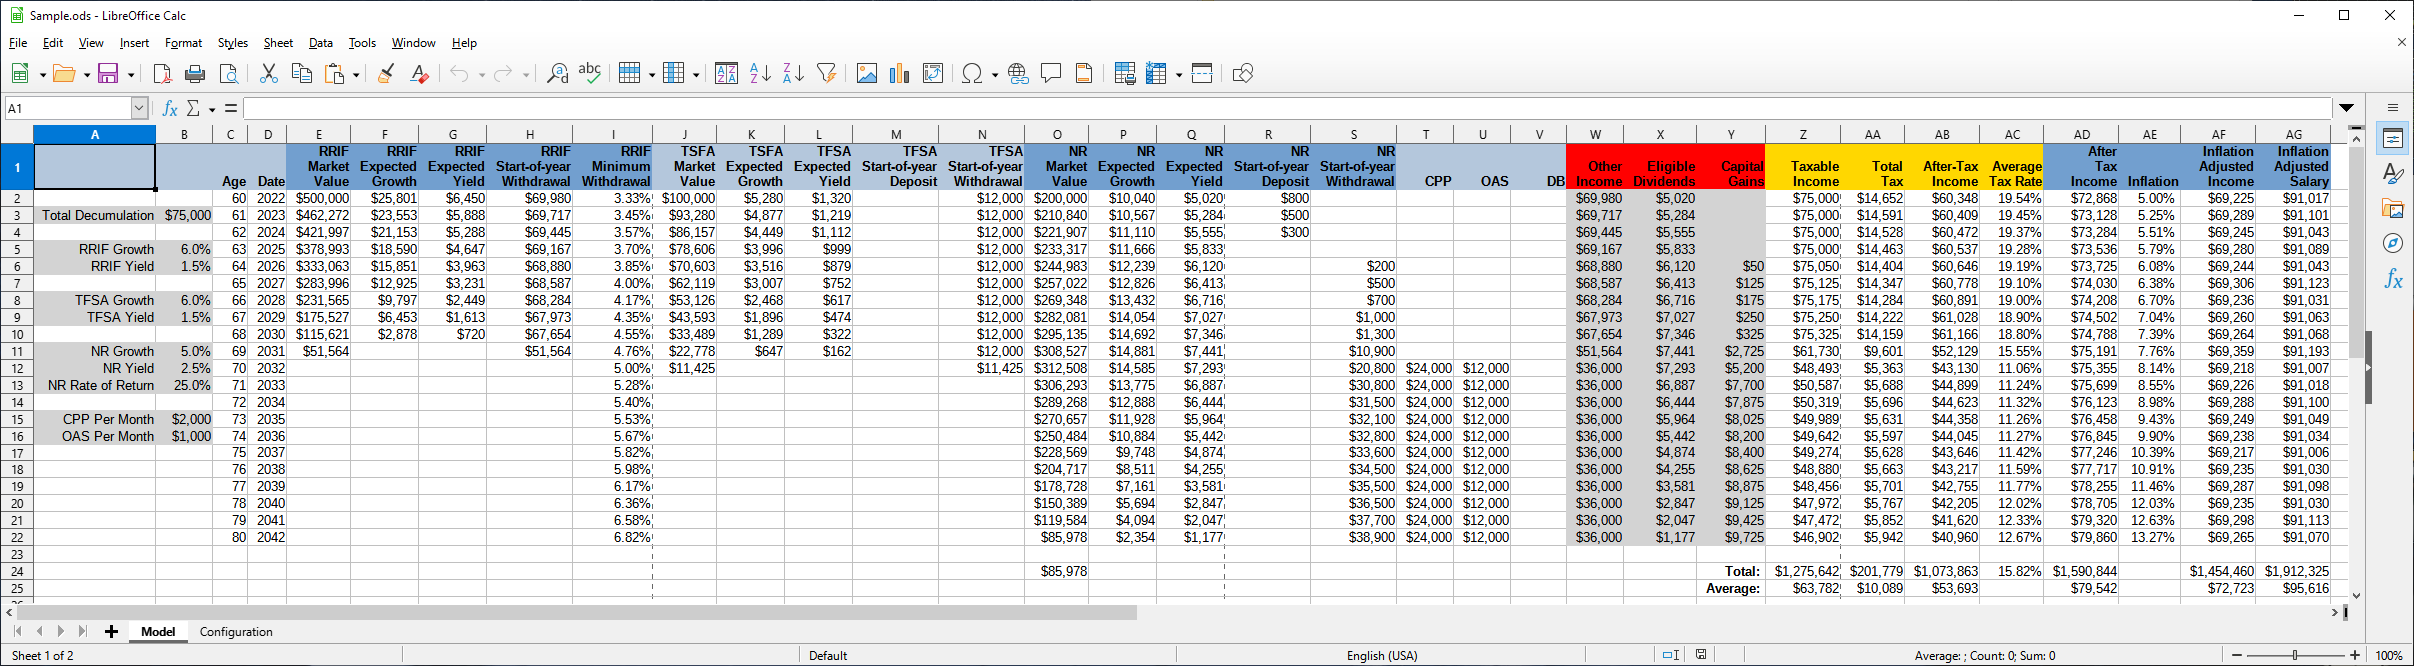 Sample.ods - LibreOffice Calc
File Edit View Insert Format Styles Sheet Data Tools Window Help
A1
A B C D E F G H I J K L M N O P Q R S T U V W X Y Z AA AB AC AD AE AF AG
1 Age Date RRIF Market Value RRIF Expected Growth RRIF Expected Yield RRIF Start-of-year Withdrawal RRIF Minimum Withdrawal TSFA Market Value TSFA Expected Growth TFSA Expected Yield TFSA Start-of-year Deposit TFSA Start-of-year Withdrawal NR Market Value NR Expected Growth NR Expected Yield NR Start-of-year Deposit NR Start-of-year Withdrawal CPP OAS DB Other Income Eligible Dividends Capital Gains Taxable Income Total Tax After-Tax Income Average Tax Rate After Tax Income Inflation Inflation Adjusted Income Inflation Adjusted Salary
2 60 2022 $500,000 $25,801 $6,450 $69,980 3.33% $100,000 $5,280 $1,320 $12,000 $200,000 $10,040 $5,020 $800 $69,980 $5,020 $75,000 $14,652 $60,348 19.54% $72,868 5.00% $69,225 $91,017
3 Total Decumulation $75,000 61 2023 $462,272 $23,553 $5,888 $69,717 3.45% $93,280 $4,877 $1,219 $12,000 $210,840 $10,567 $5,284 $500 $69,717 $5,284 $75,000 $14,591 $60,409 19.45% $73,128 5.25% $69,289 $91,101
4 62 2024 $421,997 $21,153 $5,288 $69,445 3.57% $86,157 $4,449 $1,112 $12,000 $221,907 $11,110 $5,555 $300 $69,445 $5,555 $75,000 $14,528 $60,472 19.37% $73,284 5.51% $69,245 $91,043
5 RRIF Growth 6.0% 63 2025 $378,993 $18,590 $4,647 $69,167 3.70% $78,606 $3,996 $999 $12,000 $233,317 $11,666 $5,833 $69,167 $5,833 $75,000 $14,463 $60,537 19.28% $73,536 5.79% $69,280 $91,089
6 RRIF Yield 1.5% 64 2026 $333,063 $15,851 $3,963 $68,880 3.85% $70,603 $3,516 $879 $12,000 $244,983 $12,239 $6,120 $200 $68,880 $6,120 $50 $75,050 $14,404 $60,646 19.19% $73,725 6.08% $69,244 $91,043
7 65 2027 $283,996 $12,925 $3,231 $68,587 4.00% $62,119 $3,007 $752 $12,000 $257,022 $12,826 $6,413 $500 $68,587 $6,413 $125 $75,125 $14,347 $60,778 19.10% $74,030 6.38% $69,306 $91,123
8 TFSA Growth 6.0% 66 2028 $231,565 $9,797 $2,449 $68,284 4.17% $53,126 $2,468 $617 $12,000 $269,348 $13,432 $6,716 $700 $68,284 $6,716 $175 $75,175 $14,284 $60,891 19.00% $74,208 6.70% $69,236 $91,031
9 TFSA Yield 1.5% 67 2029 $175,527 $6,453 $1,613 $67,973 4.35% $43,593 $1,896 $474 $12,000 $282,081 $14,054 $7,027 $1,000 $67,973 $7,027 $250 $75,250 $14,222 $61,028 18.90% $74,502 7.04% $69,260 $91,063
10 68 2030 $115,621 $2,878 $720 $67,654 4.55% $33,489 $1,289 $322 $12,000 $295,135 $14,692 $7,346 $1,300 $67,654 $7,346 $325 $75,325 $14,159 $61,166 18.80% $74,788 7.39% $69,264 $91,068
11 NR Growth 5.0% 69 2031 $51,564 $51,564 4.76% $22,778 $647 $162 $12,000 $308,527 $14,881 $7,441 $10,900 $51,564 $7,441 $2,725 $61,730 $9,601 $52,129 15.55% $75,191 7.76% $69,359 $91,193
12 NR Yield 2.5% 70 2032 5.00% $11,425 $11,425 $312,508 $14,585 $7,293 $20,800 $24,000 $12,000 $36,000 $7,293 $5,200 $48,493 $5,363 $43,130 11.06% $75,355 8.14% $69,218 $91,007
13 NR Rate of Return 25.0% 71 2033 5.28% $306,293 $13,775 $6,887 $30,800 $24,000 $12,000 $36,000 $6,887 $7,700 $50,587 $5,688 $44,899 11.24% $75,699 8.55% $69,226 $91,018
14 72 2034 5.40% $289,268 $12,888 $6,444 $31,500 $24,000 $12,000 $36,000 $6,444 $7,875 $50,319 $5,696 $44,623 11.32% $76,123 8.98% $69,288 $91,100
15 CPP Per Month $2,000 73 2035 5.53% $270,657 $11,928 $5,964 $32,100 $24,000 $12,000 $36,000 $5,964 $8,025 $49,989 $5,631 $44,358 11.26% $76,458 9.43% $69,249 $91,049
16 OAS Per Month $1,000 74 2036 5.67% $250,484 $10,884 $5,442 $32,800 $24,000 $12,000 $36,000 $5,442 $8,200 $49,642 $5,597 $44,045 11.27% $76,845 9.90% $69,238 $91,034
17 75 2037 5.82% $228,569 $9,748 $4,874 $33,600 $24,000 $12,000 $36,000 $4,874 $8,400 $49,274 $5,628 $43,646 11.42% $77,246 10.39% $69,217 $91,006
18 76 2038 5.98% $204,717 $8,511 $4,255 $34,500 $24,000 $12,000 $36,000 $4,255 $8,625 $48,880 $5,663 $43,217 11.59% $77,717 10.91% $69,235 $91,030
19 77 2039 6.17% $178,728 $7,161 $3,581 $35,500 $24,000 $12,000 $36,000 $3,581 $8,875 $48,456 $5,701 $42,755 11.77% $78,255 11.46% $69,287 $91,098
20 78 2040 6.36% $150,389 $5,694 $2,847 $36,500 $24,000 $12,000 $36,000 $2,847 $9,125 $47,972 $5,767 $42,205 12.02% $78,705 12.03% $69,235 $91,030
21 79 2041 6.58% $119,584 $4,094 $2,047 $37,700 $24,000 $12,000 $36,000 $2,047 $9,425 $47,472 $5,852 $41,620 12.33% $79,320 12.63% $69,298 $91,113
22 80 2042 6.82% $85,978 $2,354 $1,177 $38,900 $24,000 $12,000 $36,000 $1,177 $9,725 $46,902 $5,942 $40,960 12.67% $79,860 13.27% $69,265 $91,070
23
24 $85,978 Total: $1,275,642 $201,779 $1,073,863 15.82% $1,590,844 $1,454,460 $1,912,325
25 Average: $63,782 $10,089 $53,693 $79,542 $72,723 $95,616
Model Configuration
Sheet 1 of 2 Default English (USA) Average: ; Count: 0; Sum: 0 100%